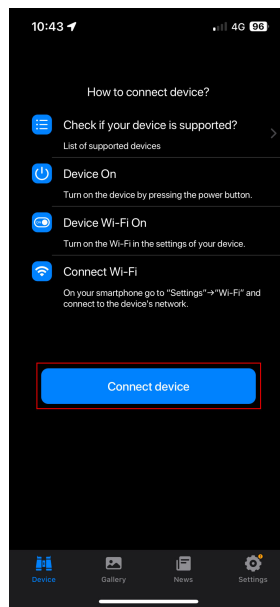 10:43 4G 96
How to connect device?
Check if your device is supported?
List of supported devices
Device On
Turn on the device by pressing the power button.
Device Wi-Fi On
Turn on the Wi-Fi in the settings of your device.
Connect Wi-Fi
On your smartphone go to "Settings"→"Wi-Fi" and
connect to the device's network.
Connect device
Device Gallery News Settings